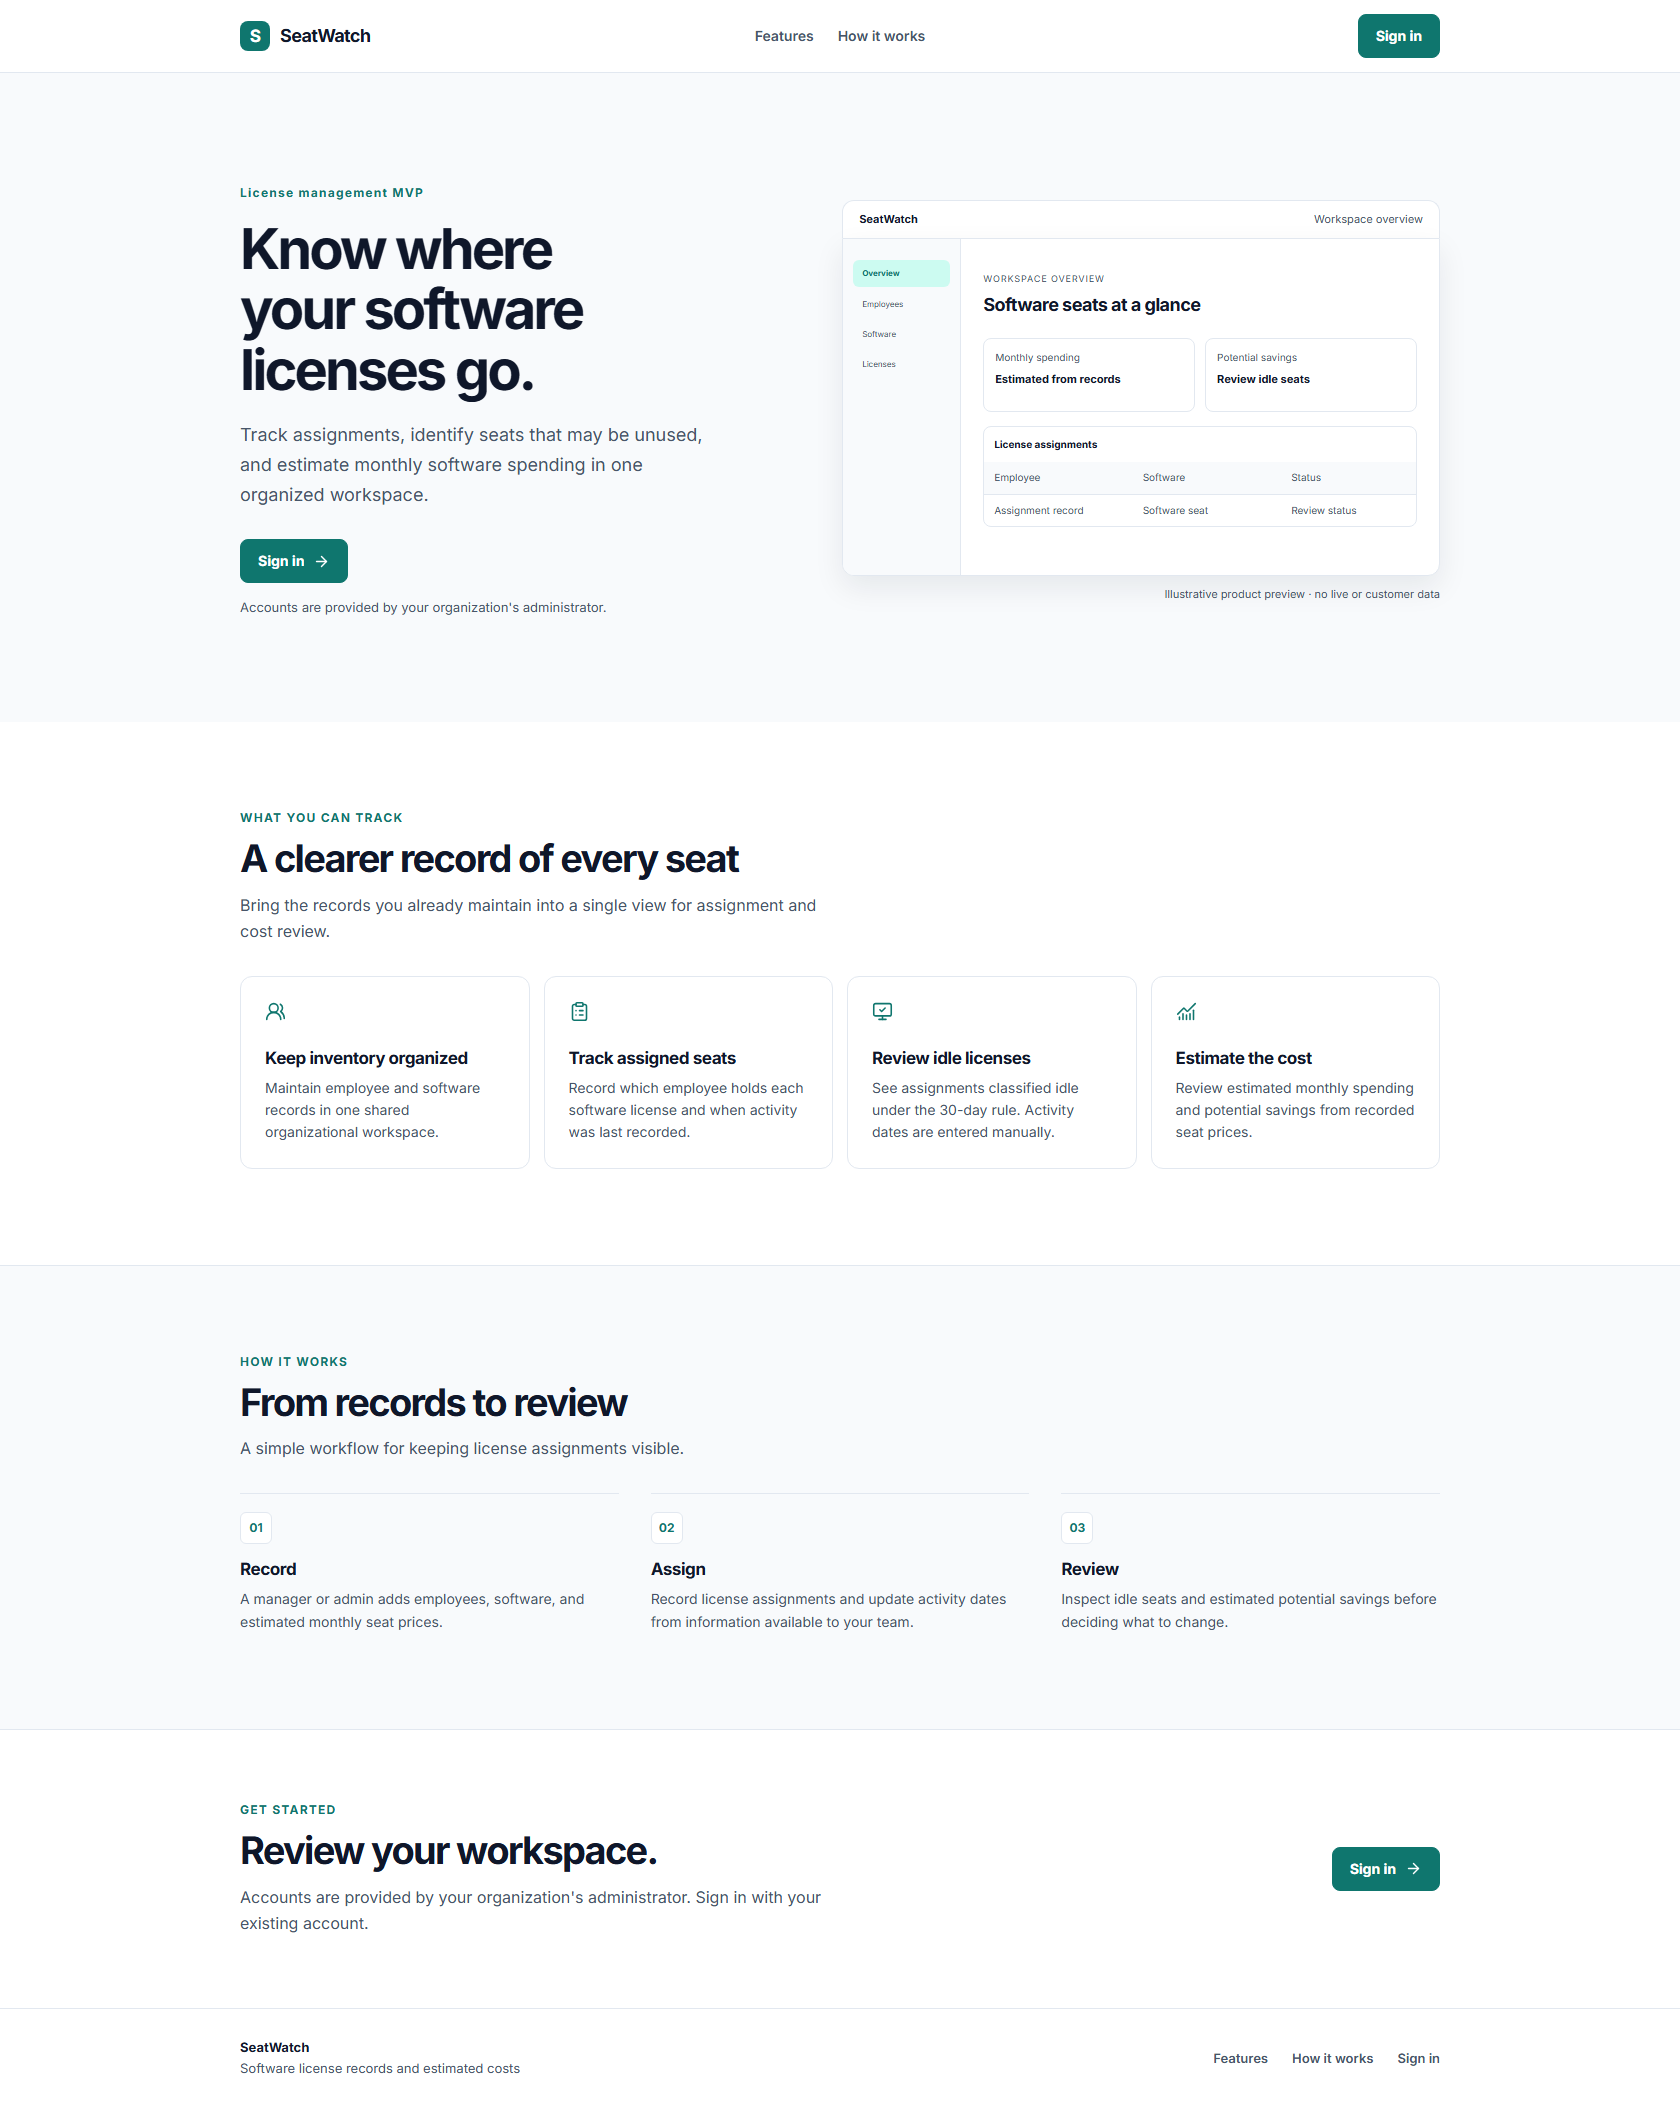 S SeatWatch
Features
How it works
Sign in
License management MVP
Know where
your software
licenses go.
Track assignments, identify seats that may be unused,
and estimate monthly software spending in one
organized workspace.
Sign in
Accounts are provided by your organization's administrator.
SeatWatch
Workspace overview
Overview
Employees
Software
Licenses
WORKSPACE OVERVIEW
Software seats at a glance
Monthly spending
Estimated from records
Potential savings
Review idle seats
License assignments
Employee Software Status
Assignment record Software seat Review status
Illustrative product preview · no live or customer data
WHAT YOU CAN TRACK
A clearer record of every seat
Bring the records you already maintain into a single view for assignment and
cost review.
Keep inventory organized
Maintain employee and software
records in one shared
organizational workspace.
Track assigned seats
Record which employee holds each
software license and when activity
was last recorded.
Review idle licenses
See assignments classified idle
under the 30-day rule. Activity
dates are entered manually.
Estimate the cost
Review estimated monthly spending
and potential savings from recorded
seat prices.
HOW IT WORKS
From records to review
A simple workflow for keeping license assignments visible.
01
Record
A manager or admin adds employees, software, and
estimated monthly seat prices.
02
Assign
Record license assignments and update activity dates
from information available to your team.
03
Review
Inspect idle seats and estimated potential savings before
deciding what to change.
GET STARTED
Review your workspace.
Accounts are provided by your organization's administrator. Sign in with your
existing account.
Sign in
SeatWatch
Software license records and estimated costs
Features
How it works
Sign in